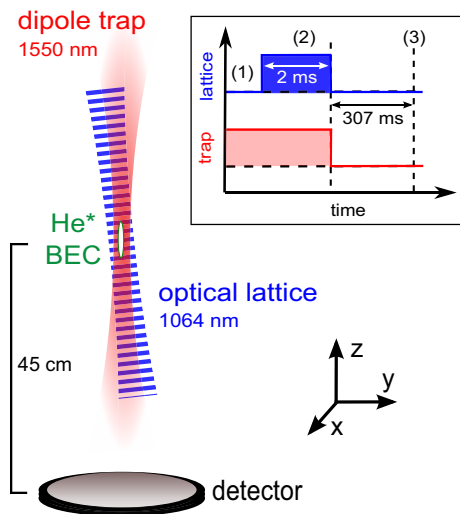 dipole trap
1550 nm
He*
BEC
45 cm
optical lattice
1064 nm
detector
z
y
x
lattice
trap
(1)
(2)
(3)
2 ms
307 ms
time